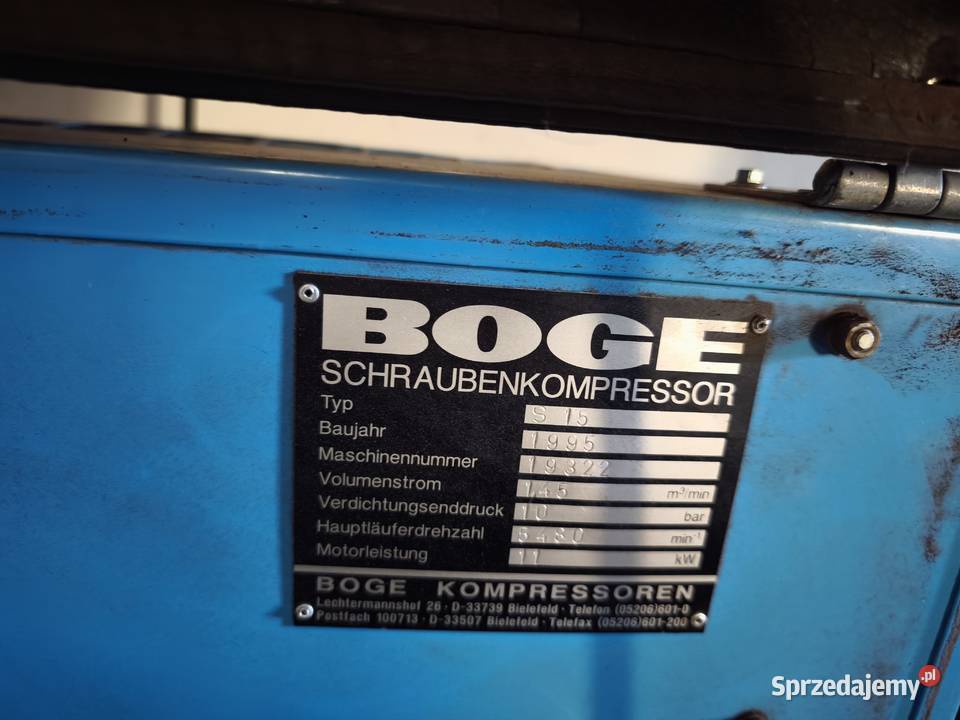 BOGE
SCHRAUBENKOMPRESSOR
Typ S 15
Baujahr 1995
Maschinennummer 19322
Volumenstrom 1,45 m³/min
Verdichtungsenddruck 10 bar
Hauptläuferdrehzahl 5480 min⁻¹
Motorleistung 11 kW
BOGE KOMPRESSOREN
Lechtermannshof 26 · D-33739 Bielefeld · Telefon (05206)601-0
Postfach 100713 · D-33507 Bielefeld · Telefax (05206)601-200
Sprzedajemy.pl